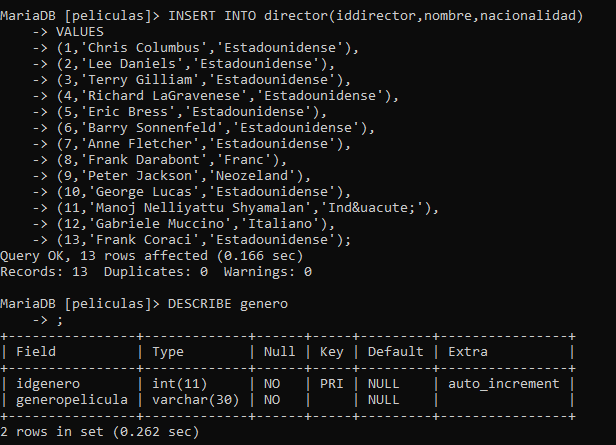 MariaDB [peliculas]> INSERT INTO director(iddirector,nombre,nacionalidad)
    -> VALUES
    -> (1,'Chris Columbus','Estadounidense'),
    -> (2,'Lee Daniels','Estadounidense'),
    -> (3,'Terry Gilliam','Estadounidense'),
    -> (4,'Richard LaGravenese','Estadounidense'),
    -> (5,'Eric Bress','Estadounidense'),
    -> (6,'Barry Sonnenfeld','Estadounidense'),
    -> (7,'Anne Fletcher','Estadounidense'),
    -> (8,'Frank Darabont','Franc'),
    -> (9,'Peter Jackson','Neozeland'),
    -> (10,'George Lucas','Estadounidense'),
    -> (11,'Manoj Nelliyattu Shyamalan','Ind&uacute;'),
    -> (12,'Gabriele Muccino','Italiano'),
    -> (13,'Frank Coraci','Estadounidense');
Query OK, 13 rows affected (0.166 sec)
Records: 13  Duplicates: 0  Warnings: 0

MariaDB [peliculas]> DESCRIBE genero
    -> ;
+----------------+-------------+------+-----+---------+----------------+
| Field          | Type        | Null | Key | Default | Extra          |
+----------------+-------------+------+-----+---------+----------------+
| idgenero       | int(11)     | NO   | PRI | NULL    | auto_increment |
| generopelicula | varchar(30) | NO   |     | NULL    |                |
+----------------+-------------+------+-----+---------+----------------+
2 rows in set (0.262 sec)